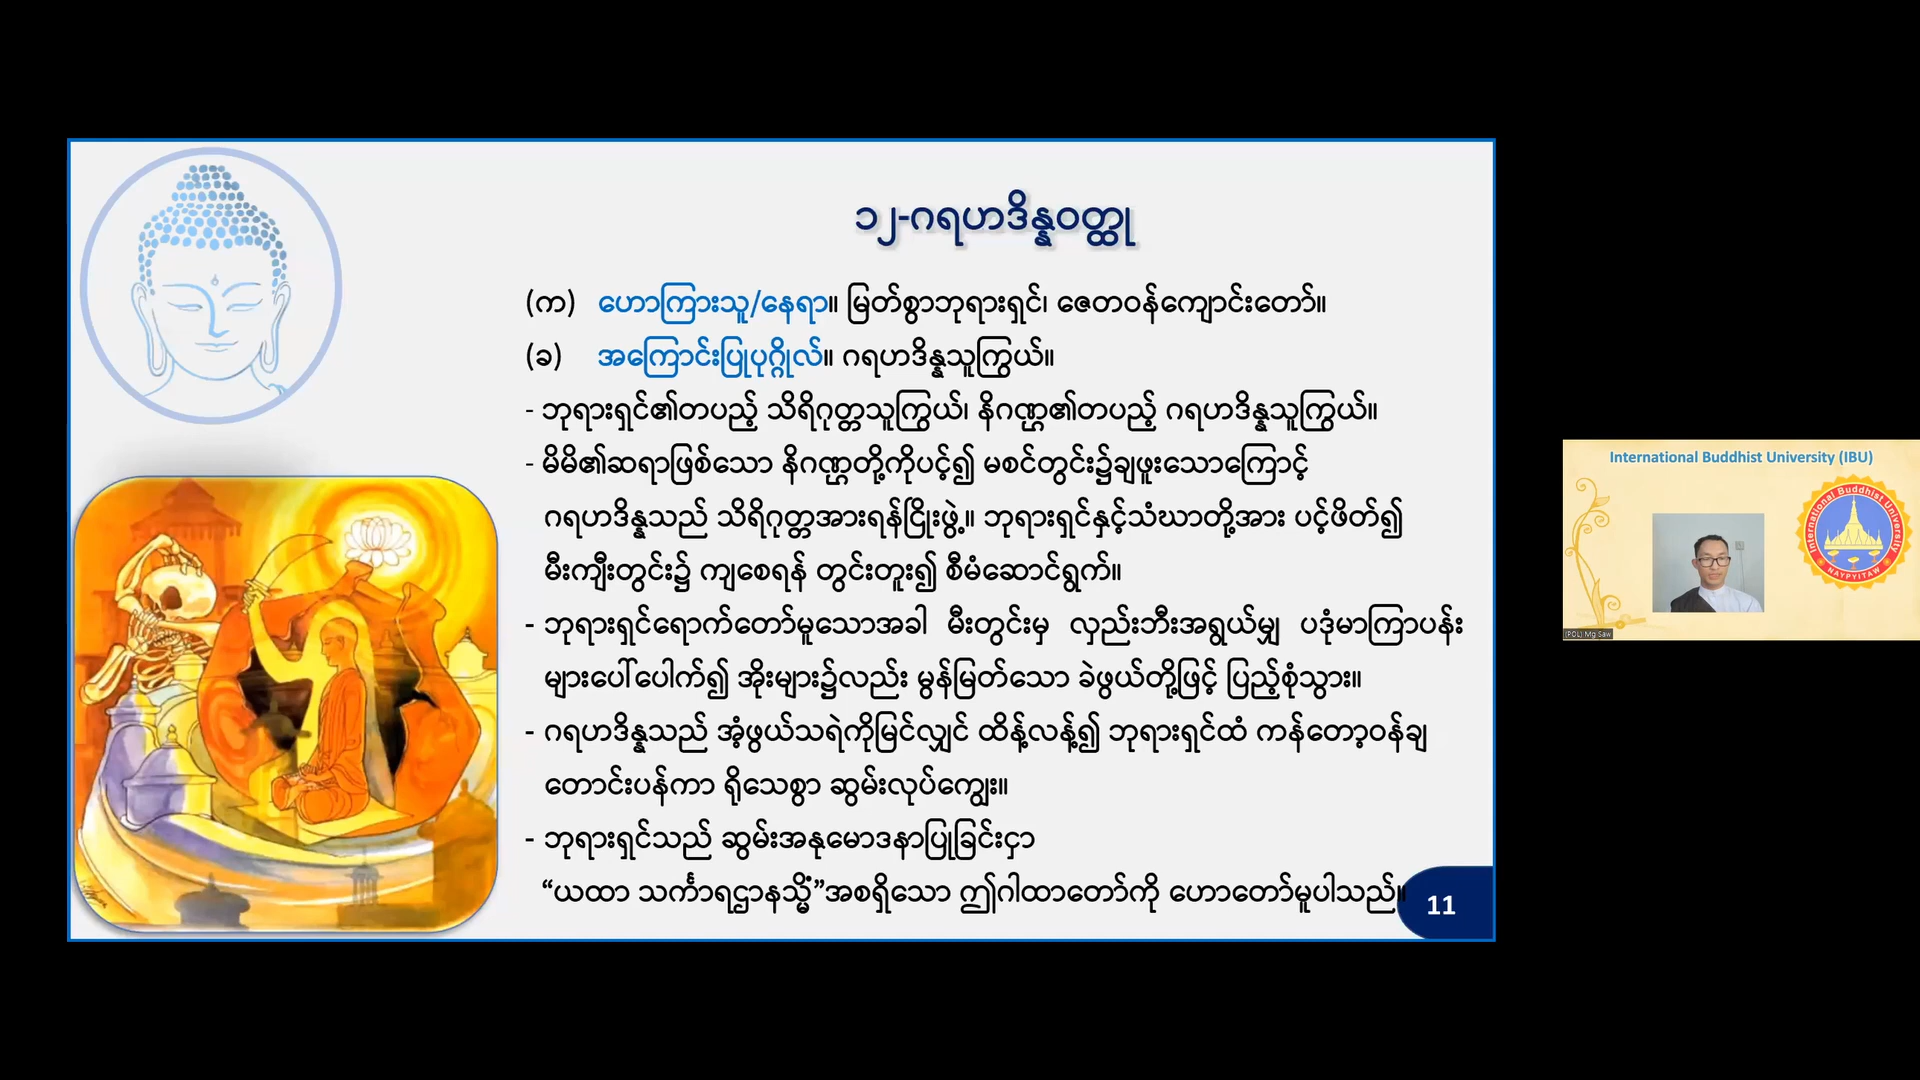 ၁၂-ဂရဟဒိန္နဝတ္ထု
(က) ဟောကြားသူ/နေရာ။ မြတ်စွာဘုရားရှင်၊ ဇေတဝန်ကျောင်းတော်။
(ခ) အကြောင်းပြုပုဂ္ဂိုလ်။ ဂရဟဒိန္နသူကြွယ်။
- ဘုရားရှင်၏တပည့် သိရိဂုတ္တသူကြွယ်၊ နိဂဏ္ဌ၏တပည့် ဂရဟဒိန္နသူကြွယ်။
- မိမိ၏ဆရာဖြစ်သော နိဂဏ္ဌတို့ကိုပင့်၍ မစင်တွင်း၌ချဖူးသောကြောင့်
ဂရဟဒိန္နသည် သိရိဂုတ္တအားရန်ငြိုးဖွဲ့။ ဘုရားရှင်နှင့်သံဃာတို့အား ပင့်ဖိတ်၍
မီးကျီးတွင်း၌ ကျစေရန် တွင်းတူး၍ စီမံဆောင်ရွက်။
- ဘုရားရှင်ရောက်တော်မူသောအခါ မီးတွင်းမှ လှည်းဘီးအရွယ်မျှ ပဒုံမာကြာပန်း
များပေါ်ပေါက်၍ အိုးများ၌လည်း မွန်မြတ်သော ခဲဖွယ်တို့ဖြင့် ပြည့်စုံသွား။
- ဂရဟဒိန္နသည် အံ့ဖွယ်သရဲကိုမြင်လျှင် ထိန့်လန့်၍ ဘုရားရှင်ထံ ကန်တော့ဝန်ချ
တောင်းပန်ကာ ရိုသေစွာ ဆွမ်းလုပ်ကျွေး။
- ဘုရားရှင်သည် ဆွမ်းအနုမောဒနာပြုခြင်းငှာ
“ယထာ သင်္ကာရဌာနသ္မိံ”အစရှိသော ဤဂါထာတော်ကို ဟောတော်မူပါသည်။
11
International Buddhist University (IBU)
International Buddhist University
NAYPYITAW
(POL) Mg Saw